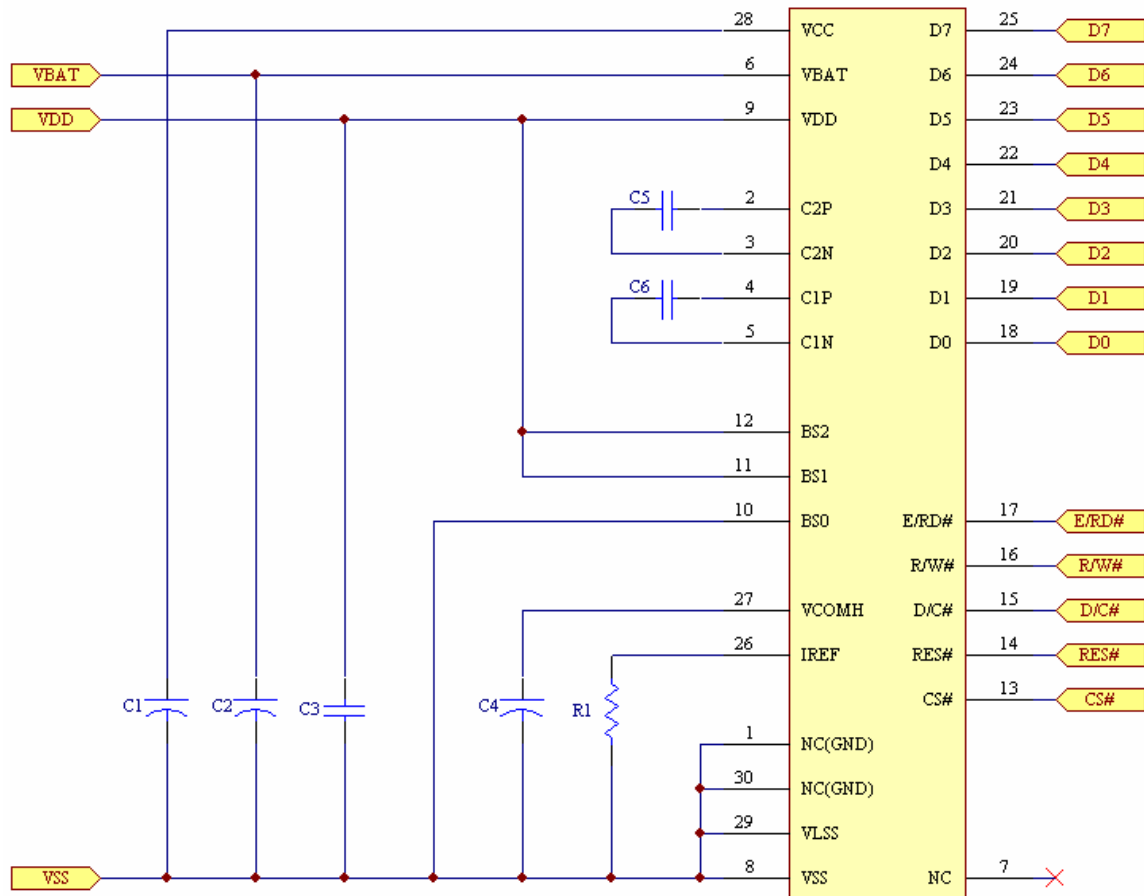 28 VCC D7 25 D7
VBAT 6 VBAT D6 24 D6
VDD 9 VDD D5 23 D5
D4 22 D4
C5 2 C2P D3 21 D3
3 C2N D2 20 D2
C6 4 C1P D1 19 D1
5 C1N D0 18 D0
12 BS2
11 BS1
10 BS0 E/RD# 17 E/RD#
R/W# 16 R/W#
27 VCOMH D/C# 15 D/C#
26 IREF RES# 14 RES#
C1 C2 C3 C4 R1 CS# 13 CS#
1 NC(GND)
30 NC(GND)
29 VLSS
VSS 8 VSS NC 7